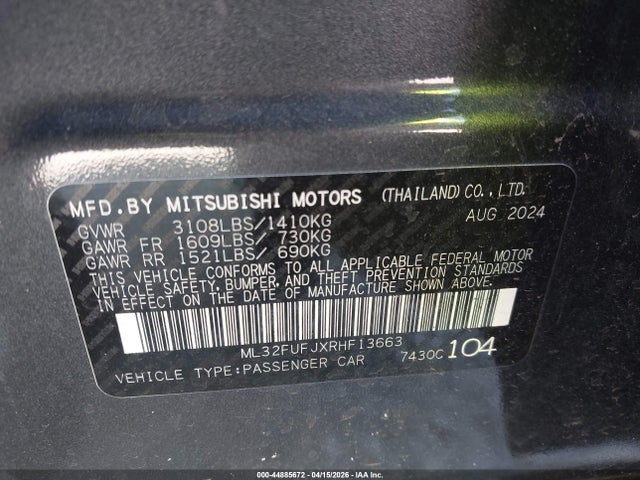 MFD.BY MITSUBISHI MOTORS (THAILAND) CO., LTD.
GVWR 3108LBS/1410KG AUG 2024
GAWR FR 1609LBS/ 730KG
GAWR RR 1521LBS/ 690KG
THIS VEHICLE CONFORMS TO ALL APPLICABLE FEDERAL MOTOR
VEHICLE SAFETY, BUMPER, AND THEFT PREVENTION STANDARDS
IN EFFECT ON THE DATE OF MANUFACTURE SHOWN ABOVE.
ML32FUFJXRHF13663
VEHICLE TYPE:PASSENGER CAR 7430C 104
000-44885672 - 04/15/2026 - IAA Inc.